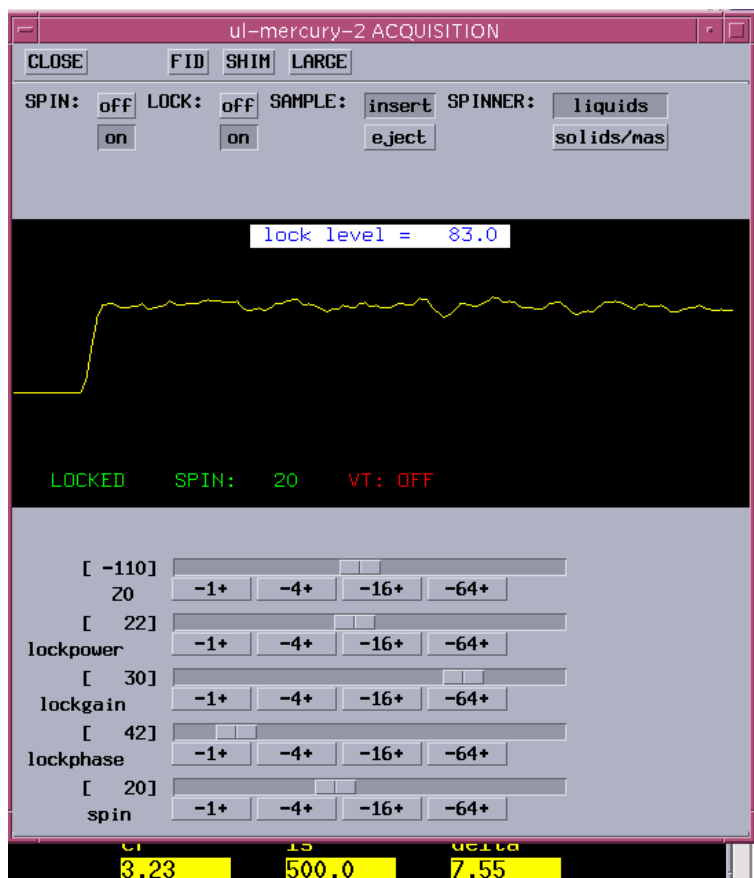 ul-mercury-2 ACQUISITION
CLOSE FID SHIM LARGE
SPIN: off LOCK: off SAMPLE: insert SPINNER: liquids
on on eject solids/mas
lock level = 83.0
LOCKED SPIN: 20 VT: OFF
[ -110]
Z0 -1+ -4+ -16+ -64+
[ 22]
lockpower -1+ -4+ -16+ -64+
[ 30]
lockgain -1+ -4+ -16+ -64+
[ 42]
lockphase -1+ -4+ -16+ -64+
[ 20]
spin -1+ -4+ -16+ -64+
cr is delta
3.23 500.0 7.55